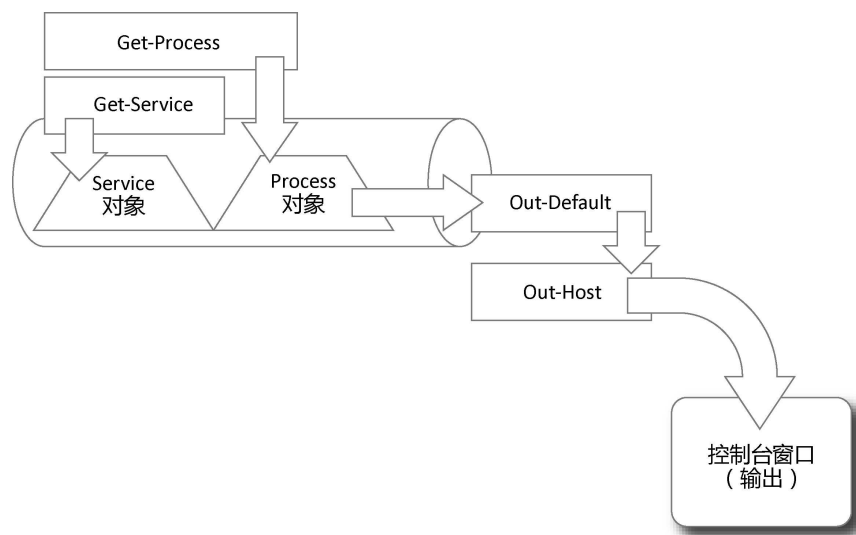 Get-Process
Get-Service
Service
对象
Process
对象
Out-Default
Out-Host
控制台窗口
（输出）